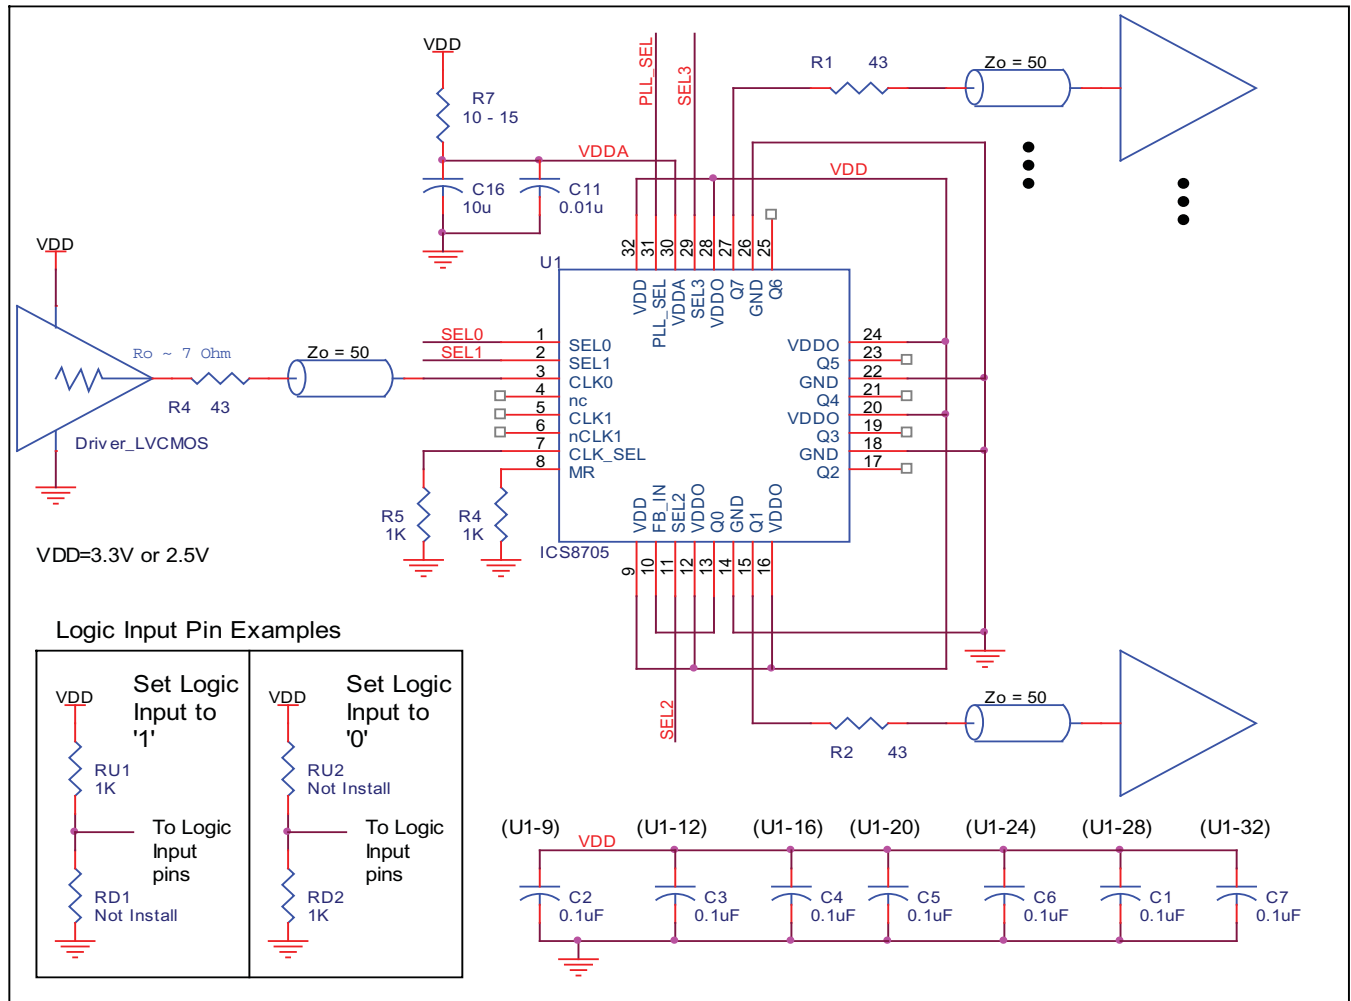 VDD
R7
10 - 15
VDDA
C16
10u
C11
0.01u
PLL_SEL
SEL3
R1 43
Zo = 50
VDD
32
31
30
29
28
27
26
25
U1
VDD
PLL_SEL
VDDA
SEL3
VDDO
Q7
GND
Q6
VDD
Ro ~ 7 Ohm
R4 43
Zo = 50
Driver_LVCMOS
SEL0
SEL1
1 SEL0
2 SEL1
3 CLK0
4 nc
5 CLK1
6 nCLK1
7 CLK_SEL
8 MR
VDDO 24
Q5 23
GND 22
Q4 21
VDDO 20
Q3 19
GND 18
Q2 17
VDD
FB_IN
SEL2
VDDO
Q0
GND
Q1
VDDO
9
10
11
12
13
14
15
16
ICS8705
R5
1K
R4
1K
SEL2
VDD=3.3V or 2.5V
R2 43
Zo = 50
Logic Input Pin Examples
VDD
Set Logic
Input to
'1'
RU1
1K
To Logic
Input
pins
RD1
Not Install
VDD
Set Logic
Input to
'0'
RU2
Not Install
To Logic
Input
pins
RD2
1K
(U1-9) (U1-12) (U1-16) (U1-20) (U1-24) (U1-28) (U1-32)
VDD
C2
0.1uF
C3
0.1uF
C4
0.1uF
C5
0.1uF
C6
0.1uF
C1
0.1uF
C7
0.1uF